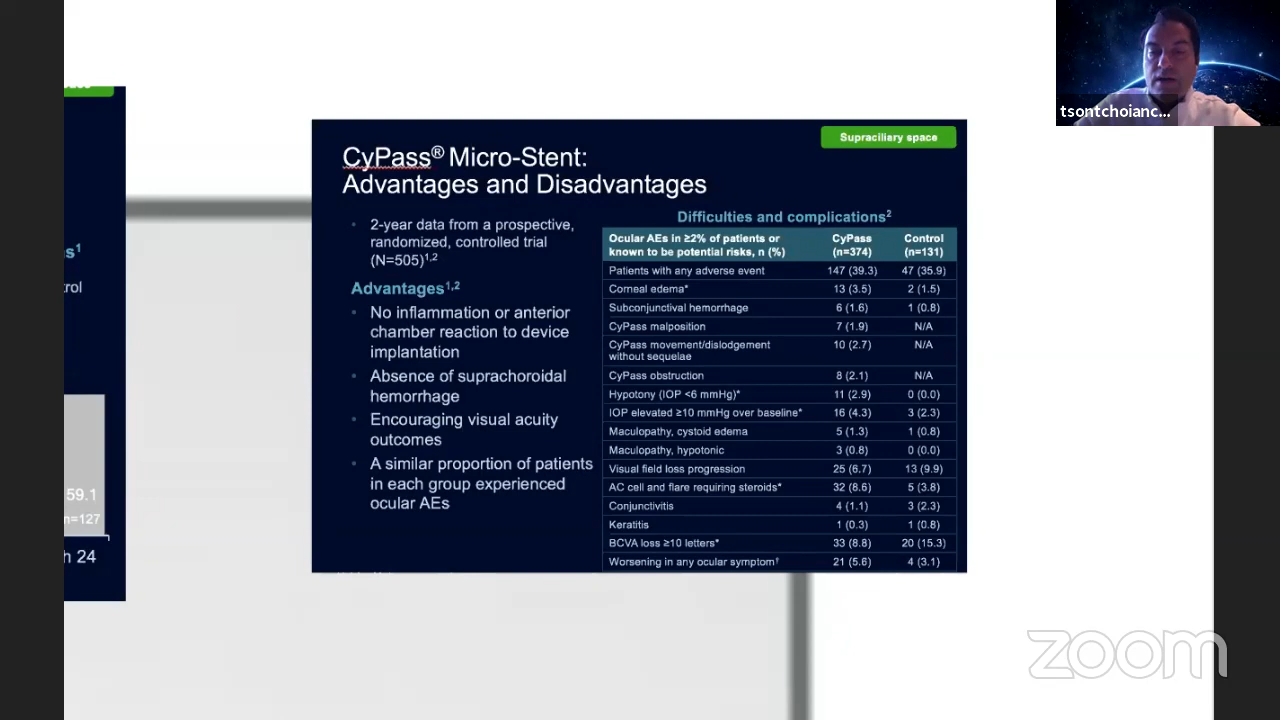 tsontchoianc...
s¹
rol
59.1
n=127
h 24
Supraciliary space
CyPass® Micro-Stent:
Advantages and Disadvantages
• 2-year data from a prospective,
randomized, controlled trial
(N=505)¹,²
Advantages¹,²
• No inflammation or anterior
chamber reaction to device
implantation
• Absence of suprachoroidal
hemorrhage
• Encouraging visual acuity
outcomes
• A similar proportion of patients
in each group experienced
ocular AEs
Difficulties and complications²
Ocular AEs in ≥2% of patients or known to be potential risks, n (%) CyPass (n=374) Control (n=131)
Patients with any adverse event 147 (39.3) 47 (35.9)
Corneal edema* 13 (3.5) 2 (1.5)
Subconjunctival hemorrhage 6 (1.6) 1 (0.8)
CyPass malposition 7 (1.9) N/A
CyPass movement/dislodgement without sequelae 10 (2.7) N/A
CyPass obstruction 8 (2.1) N/A
Hypotony (IOP <6 mmHg)* 11 (2.9) 0 (0.0)
IOP elevated ≥10 mmHg over baseline* 16 (4.3) 3 (2.3)
Maculopathy, cystoid edema 5 (1.3) 1 (0.8)
Maculopathy, hypotonic 3 (0.8) 0 (0.0)
Visual field loss progression 25 (6.7) 13 (9.9)
AC cell and flare requiring steroids* 32 (8.6) 5 (3.8)
Conjunctivitis 4 (1.1) 3 (2.3)
Keratitis 1 (0.3) 1 (0.8)
BCVA loss ≥10 letters* 33 (8.8) 20 (15.3)
Worsening in any ocular symptom† 21 (5.6) 4 (3.1)
zoom